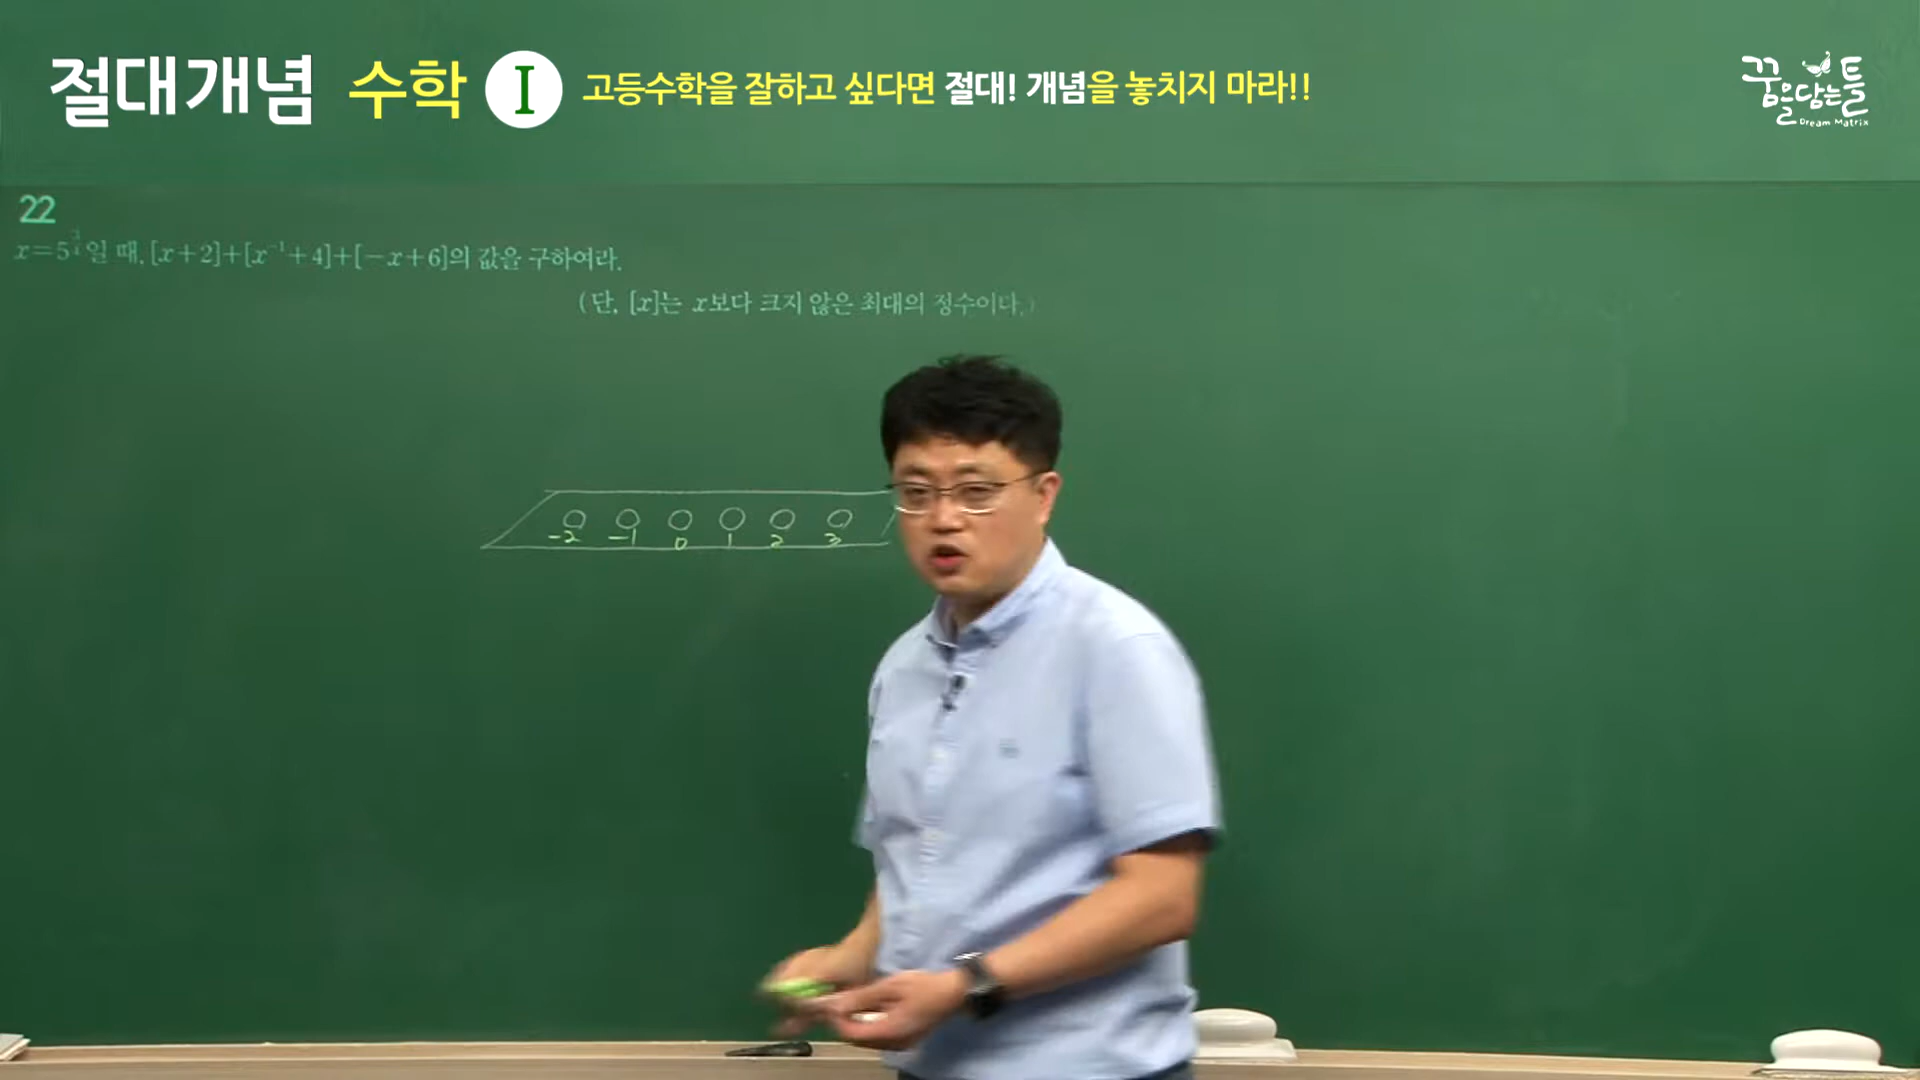 절대개념 수학 I 고등수학을 잘하고 싶다면 절대! 개념을 놓치지 마라!!
꿈을담는틀
Dream Matrix
22
x=5^{3/4}일 때, [x+2]+[x⁻¹+4]+[-x+6]의 값을 구하여라.
(단, [x]는 x보다 크지 않은 최대의 정수이다.)
-2 -1 0 1 2 3